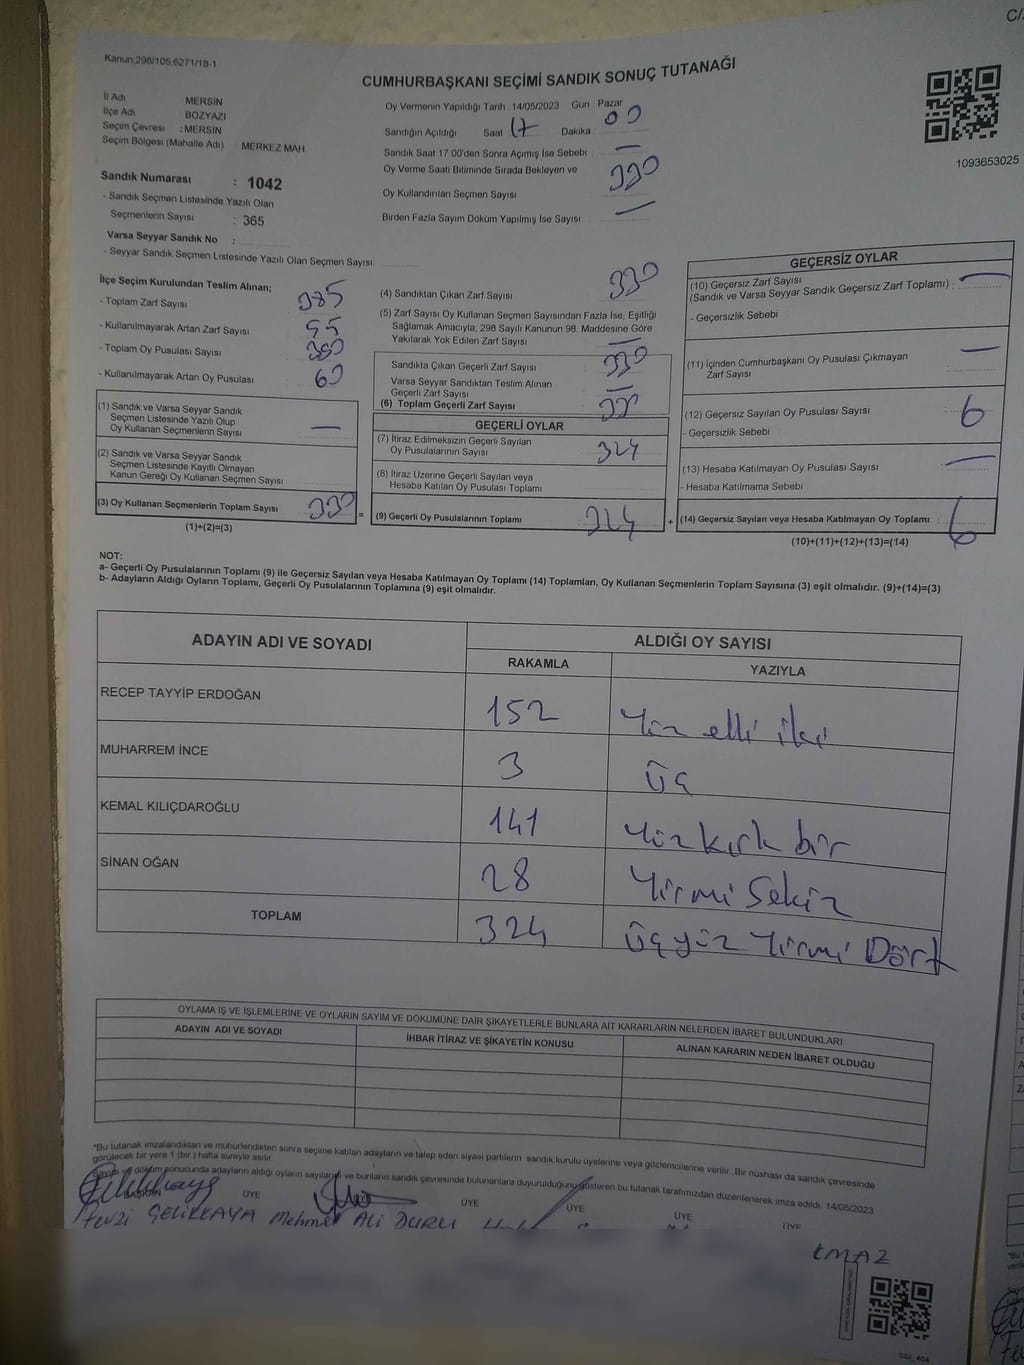 C/
Kanun;298/105,6271/18-1
CUMHURBAŞKANI SEÇİMİ SANDIK SONUÇ TUTANAĞI
İl Adı MERSİN
İlçe Adı BOZYAZI
Seçim Çevresi :MERSİN
Seçim Bölgesi (Mahalle Adı) MERKEZ MAH
Oy Vermenin Yapıldığı Tarih :14/05/2023 Gün Pazar
Sandığın Açıldığı Saat 17 Dakika 00
Sandık Saat 17 00'den Sonra Açımış İse Sebebi —
Oy Verme Saati Bitiminde Sırada Bekleyen ve
Oy Kullandırılan Seçmen Sayısı 330
Birden Fazla Sayım Döküm Yapılmış İse Sayısı —
1093653025
Sandık Numarası : 1042
- Sandık Seçmen Listesinde Yazılı Olan
Seçmenlerin Sayısı : 365
Varsa Seyyar Sandık No :
- Seyyar Sandık Seçmen Listesinde Yazılı Olan Seçmen Sayısı
İlçe Seçim Kurulundan Teslim Alınan;
- Toplam Zarf Sayısı 385
- Kullanılmayarak Artan Zarf Sayısı 55
- Toplam Oy Pusulası Sayısı
- Kullanılmayarak Artan Oy Pusulası 60
(1) Sandık ve Varsa Seyyar Sandık
Seçmen Listesinde Yazılı Olup
Oy Kullanan Seçmenlerin Sayısı —
(2) Sandık ve Varsa Seyyar Sandık
Seçmen Listesinde Kayıtlı Olmayan
Kanun Gereği Oy Kullanan Seçmen Sayısı
(3) Oy Kullanan Seçmenlerin Toplam Sayısı 330
(1)+(2)=(3)
(4) Sandıktan Çıkan Zarf Sayısı 330
(5) Zarf Sayısı Oy Kullanan Seçmen Sayısından Fazla İse, Eşitliği
Sağlamak Amacıyla, 298 Sayılı Kanunun 98. Maddesine Göre
Yakılarak Yok Edilen Zarf Sayısı —
Sandıkta Çıkan Geçerli Zarf Sayısı 330
Varsa Seyyar Sandıktan Teslim Alınan
Geçerli Zarf Sayısı —
(6) Toplam Geçerli Zarf Sayısı 330
GEÇERLİ OYLAR
(7) İtiraz Edilmeksizin Geçerli Sayılan
Oy Pusulalarının Sayısı 324
(8) İtiraz Üzerine Geçerli Sayılan veya
Hesaba Katılan Oy Pusulası Toplamı
= (9) Geçerli Oy Pusulalarının Toplamı 324 +
GEÇERSİZ OYLAR
(10) Geçersiz Zarf Sayısı
(Sandık ve Varsa Seyyar Sandık Geçersiz Zarf Toplamı) : —
- Geçersizlik Sebebi
(11) İçinden Cumhurbaşkanı Oy Pusulası Çıkmayan
Zarf Sayısı —
(12) Geçersiz Sayılan Oy Pusulası Sayısı 6
- Geçersizlik Sebebi
(13) Hesaba Katılmayan Oy Pusulası Sayısı —
- Hesaba Katılmama Sebebi
(14) Geçersiz Sayılan veya Hesaba Katılmayan Oy Toplamı 6
(10)+(11)+(12)+(13)=(14)
NOT:
a- Geçerli Oy Pusulalarının Toplamı (9) ile Geçersiz Sayılan veya Hesaba Katılmayan Oy Toplamı (14) Toplamları, Oy Kullanan Seçmenlerin Toplam Sayısına (3) eşit olmalıdır. (9)+(14)=(3)
b- Adayların Aldığı Oyların Toplamı, Geçerli Oy Pusulalarının Toplamına (9) eşit olmalıdır.
ADAYIN ADI VE SOYADI ALDIĞI OY SAYISI
RAKAMLA YAZIYLA
RECEP TAYYİP ERDOĞAN 152 Yüz elli iki
MUHARREM İNCE 3 üç
KEMAL KILIÇDAROĞLU 141 Yüz kırk bir
SİNAN OĞAN 28 Yirmi Sekiz
TOPLAM 324 üçyüz Yirmi Dört
OYLAMA İŞ VE İŞLEMLERİNE VE OYLARIN SAYIM VE DÖKÜMÜNE DAİR ŞİKAYETLERLE BUNLARA AİT KARARLARIN NELERDEN İBARET BULUNDUKLARI
ADAYIN ADI VE SOYADI İHBAR İTİRAZ VE ŞİKAYETİN KONUSU ALINAN KARARIN NEDEN İBARET OLDUĞU
*Bu tutanak imzalandıktan ve mühürlendikten sonra seçime katılan adayların ve talep eden siyasi partilerin sandık kurulu üyelerine veya gözlemcilerine verilir. Bir nüshası da sandık çevresinde
görülecek bir yere 1 (bir ) hafta süreyle asılır.
Sayım ve döküm sonucunda adayların aldığı oyların sayıları ve bunların sandık çevresinde bulunanlara duyurulduğunu gösteren bu tutanak tarafımızdan düzenlenerek imza edildi. 14/05/2023
BAŞKAN ÜYE ÜYE ÜYE ÜYE ÜYE
Fevzi ÇELİKKAYA Mehmet ALİ DURU
LMAZ